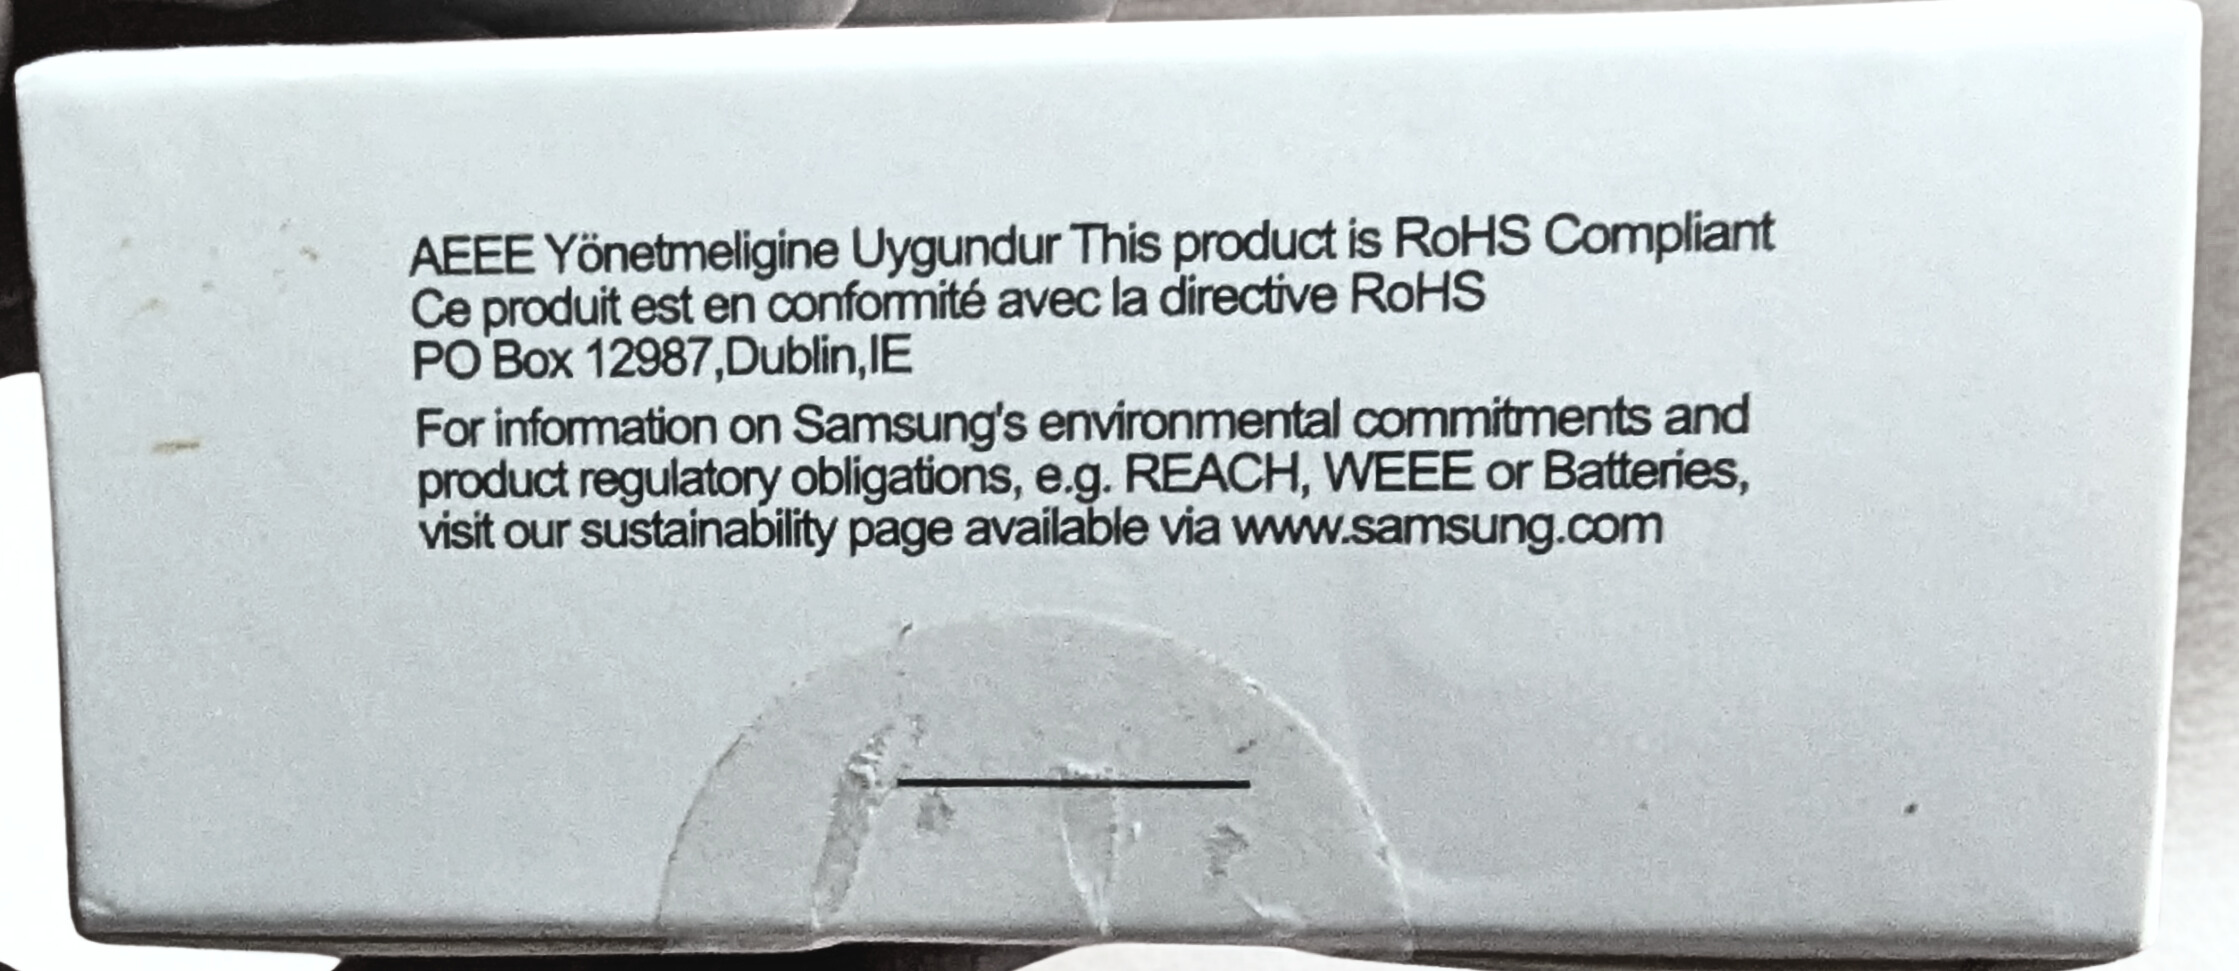 AEEE Yönetmeligine Uygundur This product is RoHS Compliant
Ce produit est en conformité avec la directive RoHS
PO Box 12987,Dublin,IE
For information on Samsung's environmental commitments and
product regulatory obligations, e.g. REACH, WEEE or Batteries,
visit our sustainability page available via www.samsung.com